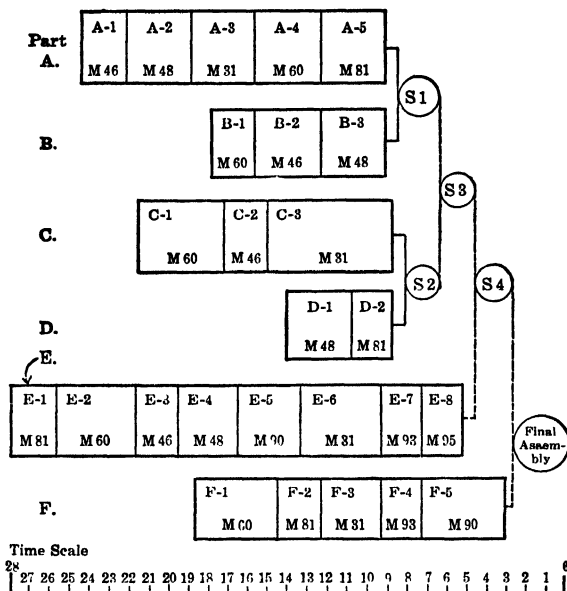 Part A.
A-1 A-2 A-3 A-4 A-5
M 46 M 48 M 31 M 60 M 81
S1
B.
B-1 B-2 B-3
M 60 M 46 M 48
S3
C.
C-1 C-2 C-3
M 60 M 46 M 31
S2
S4
D.
D-1 D-2
M 48 M 81
E.
E-1 E-2 E-3 E-4 E-5 E-6 E-7 E-8
M 81 M 60 M 46 M 48 M 90 M 31 M 93 M 95
Final
Assem-
bly
F.
F-1 F-2 F-3 F-4 F-5
M 60 M 81 M 31 M 93 M 90
Time Scale
28 27 26 25 24 23 22 21 20 19 18 17 16 15 14 13 12 11 10 9 8 7 6 5 4 3 2 1